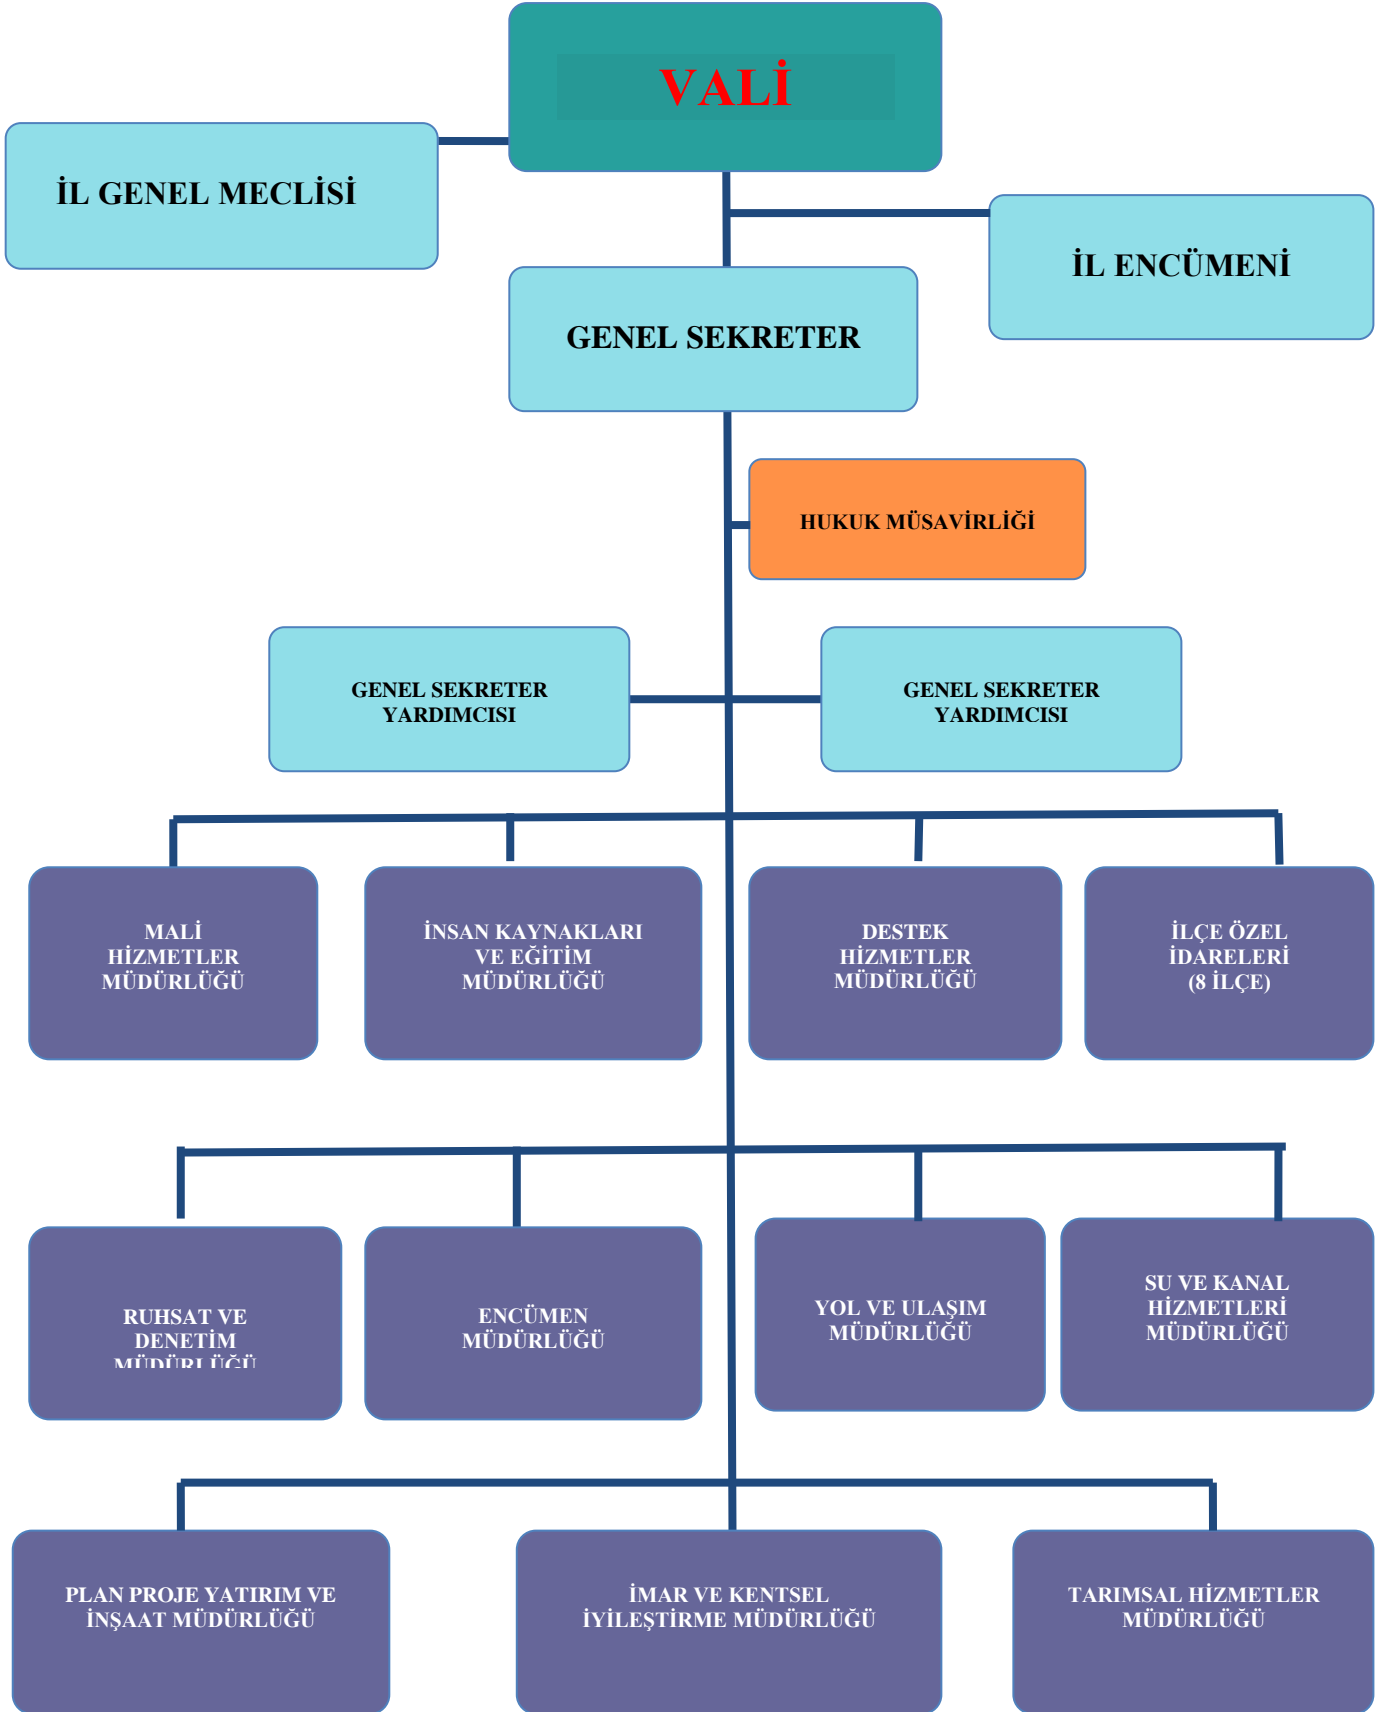 VALİ
İL GENEL MECLİSİ
İL ENCÜMENİ
GENEL SEKRETER
HUKUK MÜSAVİRLİĞİ
GENEL SEKRETER
YARDIMCISI
GENEL SEKRETER
YARDIMCISI
MALİ
HİZMETLER
MÜDÜRLÜĞÜ
İNSAN KAYNAKLARI
VE EĞİTİM
MÜDÜRLÜĞÜ
DESTEK
HİZMETLER
MÜDÜRLÜĞÜ
İLÇE ÖZEL
İDARELERİ
(8 İLÇE)
RUHSAT VE
DENETİM
MÜDÜRLÜĞÜ
ENCÜMEN
MÜDÜRLÜĞÜ
YOL VE ULAŞIM
MÜDÜRLÜĞÜ
SU VE KANAL
HİZMETLERİ
MÜDÜRLÜĞÜ
PLAN PROJE YATIRIM VE
İNŞAAT MÜDÜRLÜĞÜ
İMAR VE KENTSEL
İYİLEŞTİRME MÜDÜRLÜĞÜ
TARIMSAL HİZMETLER
MÜDÜRLÜĞÜ